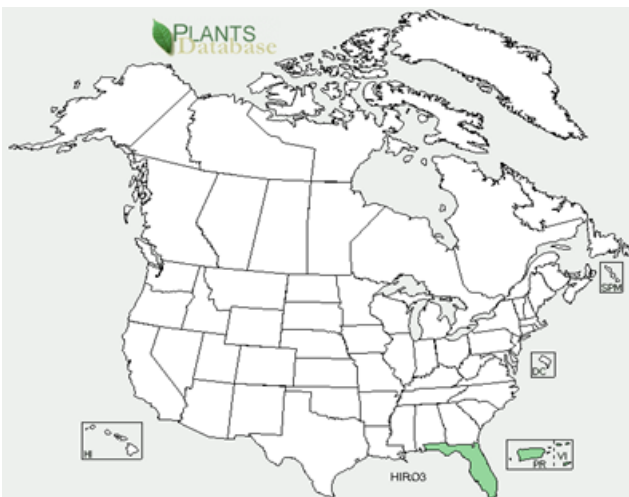 PLANTS
Database
SPM
DC
HI
PR
VI
HIRO3